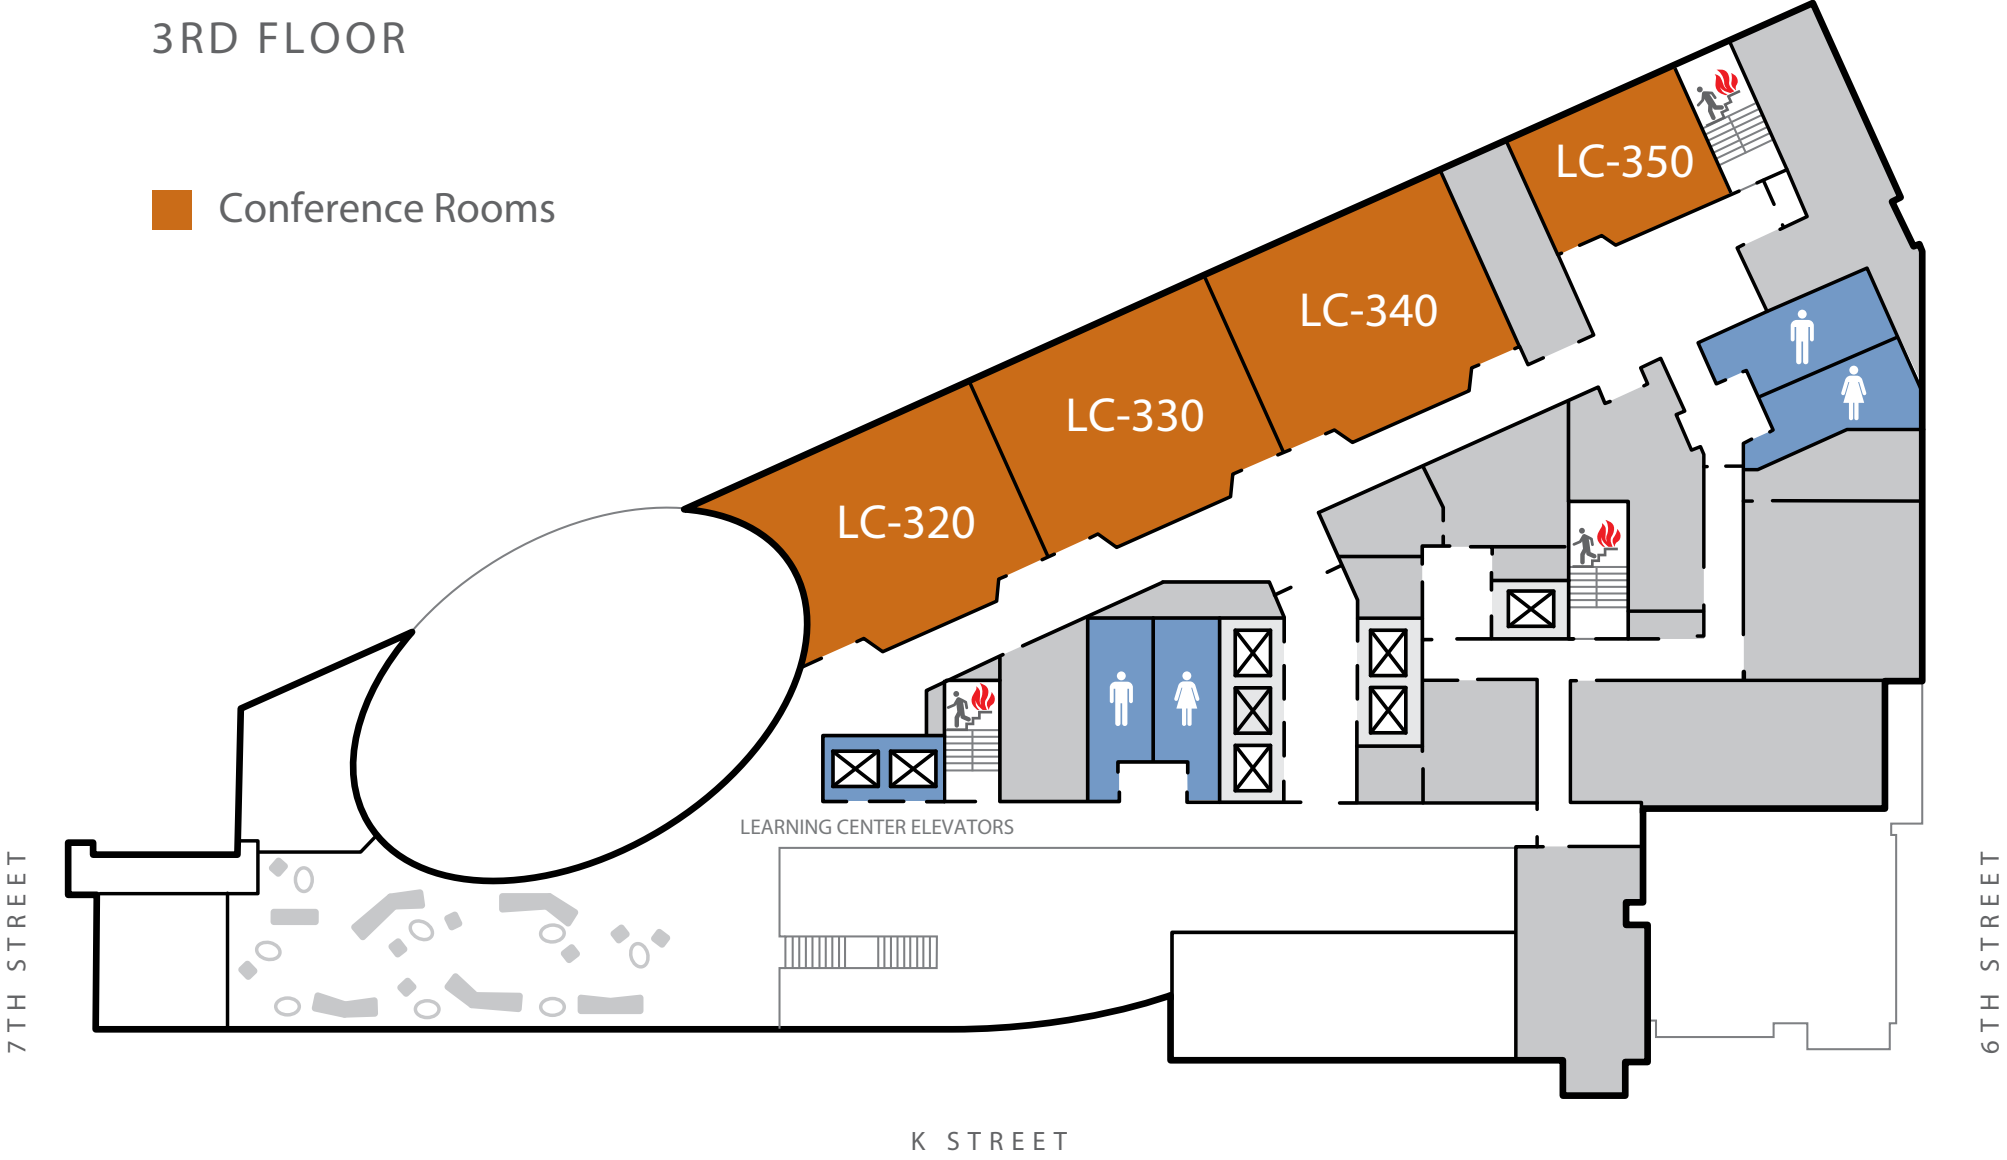 3RD FLOOR
Conference Rooms
LC-350
LC-340
LC-330
LC-320
LEARNING CENTER ELEVATORS
7TH STREET
6TH STREET
K STREET